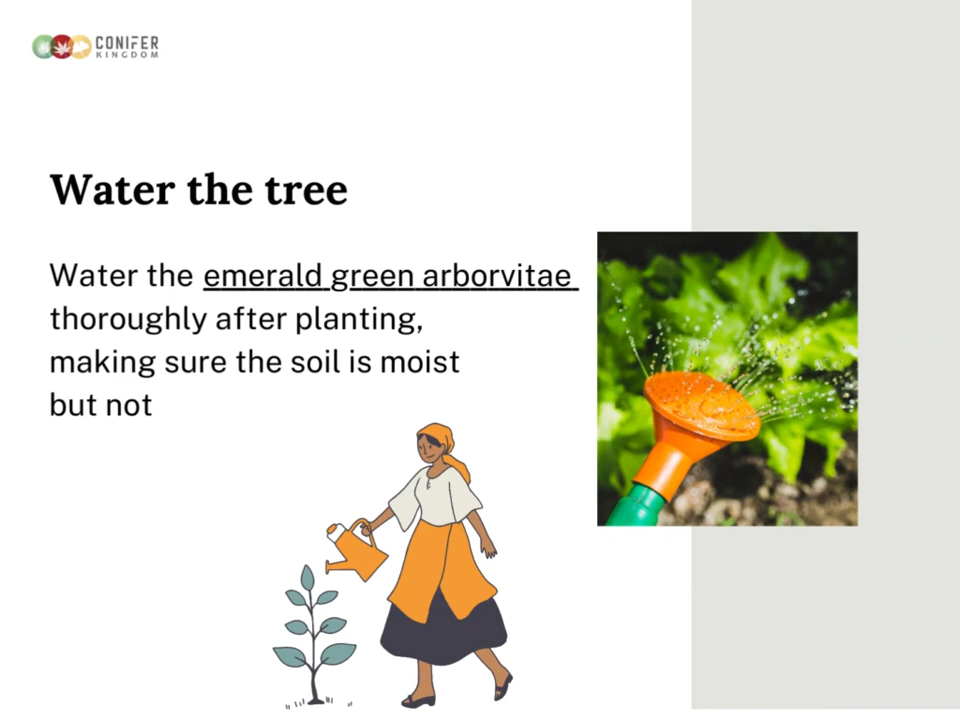 CONIFER
KINGDOM
Water the tree
Water the emerald green arborvitae
thoroughly after planting,
making sure the soil is moist
but not